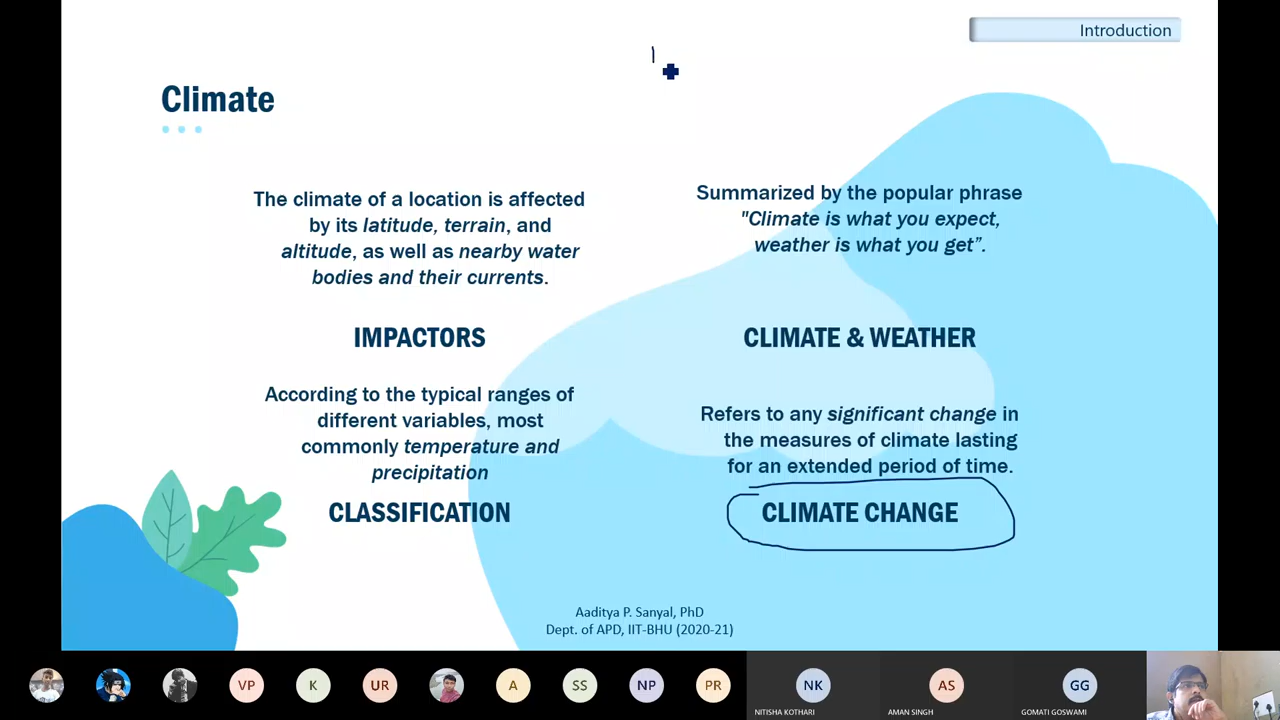 Introduction
Climate
The climate of a location is affected
by its latitude, terrain, and
altitude, as well as nearby water
bodies and their currents.
IMPACTORS
Summarized by the popular phrase
"Climate is what you expect,
weather is what you get”.
CLIMATE & WEATHER
According to the typical ranges of
different variables, most
commonly temperature and
precipitation
CLASSIFICATION
Refers to any significant change in
the measures of climate lasting
for an extended period of time.
CLIMATE CHANGE
Aaditya P. Sanyal, PhD
Dept. of APD, IIT-BHU (2020-21)
VP
K
UR
A
SS
NP
PR
NK
NITISHA KOTHARI
AS
AMAN SINGH
GG
GOMATI GOSWAMI